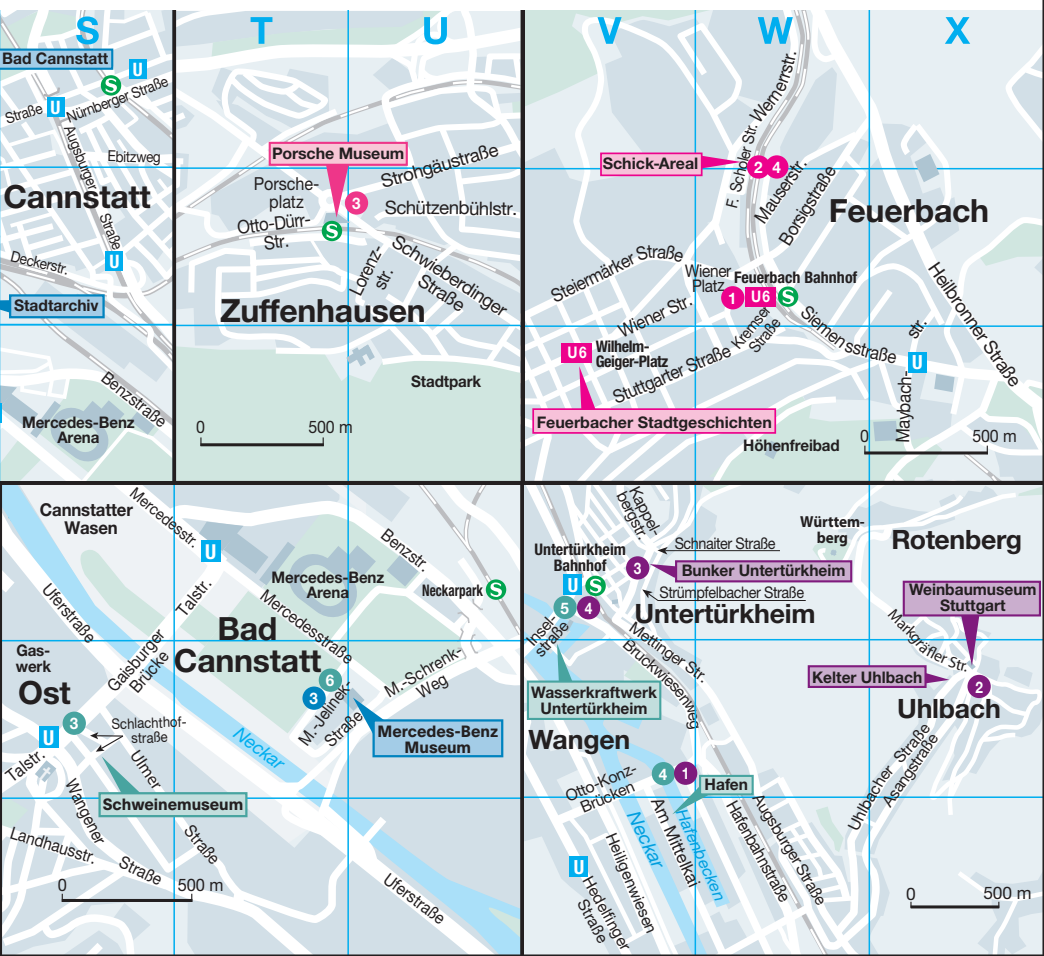 S
T
U
V
W
X
Bad Cannstatt
U
S
Straße
U
Nürnberger Straße
Augsburger
Straße
Ebitzweg
Cannstatt
U
Deckerstr.
Stadtarchiv
Benzstraße
Mercedes-Benz
Arena
Porsche Museum
Strohgäustraße
Porsche-
platz
3
Schützenbühlstr.
Otto-Dürr-
Str.
S
Lorenz-
str.
Schwieberdinger
Straße
Zuffenhausen
Stadtpark
0
500 m
F. Scholer Str.
Wernerrstr.
Schick-Areal
2
4
Mauserstr.
Borsigstraße
Feuerbach
Steiermärker Straße
Wiener
Platz
Feuerbach Bahnhof
1
U6
S
Wiener Str.
Kremser
Straße
Siemensstraße
Heilbronner Straße
U6
Wilhelm-
Geiger-Platz
Stuttgarter Straße
Maybach-
str.
U
Feuerbacher Stadtgeschichten
Höhenfreibad
0
500 m
Cannstatter
Wasen
Mercedesstr.
U
Benzstr.
Mercedes-Benz
Arena
Neckarpark
S
Uferstraße
Talstr.
Mercedesstraße
Bad
Cannstatt
Gaisburger
Brücke
Gas-
werk
Ost
6
3
M.-Schrenk-
Weg
M.-Jelinek-
Straße
Mercedes-Benz
Museum
3
Schlachthof-
straße
U
Talstr.
Neckar
Ulmer
Straße
Schweinemuseum
Wangener
Straße
Landhausstr.
Uferstraße
0
500 m
Kappel-
bergstr.
Württem-
berg
Rotenberg
Schnaiter Straße
Untertürkheim
Bahnhof
3
Bunker Untertürkheim
U
S
Strümpfelbacher Straße
5
4
Untertürkheim
Weinbaumuseum
Stuttgart
Insel-
straße
Mettinger Str.
Bruckwiesenweg
Markgräfler Str.
Kelter Uhlbach
2
Uhlbach
Wasserkraftwerk
Untertürkheim
Wangen
Uhlbacher Straße
Asangstraße
4
1
Hafen
Otto-Konz-
Brücken
Neckar
Am Mittelkai
Hafenbecken
Hafenbahnstraße
Augsburger Straße
U
Heiligenwiesen
Hedelfinger
Straße
0
500 m